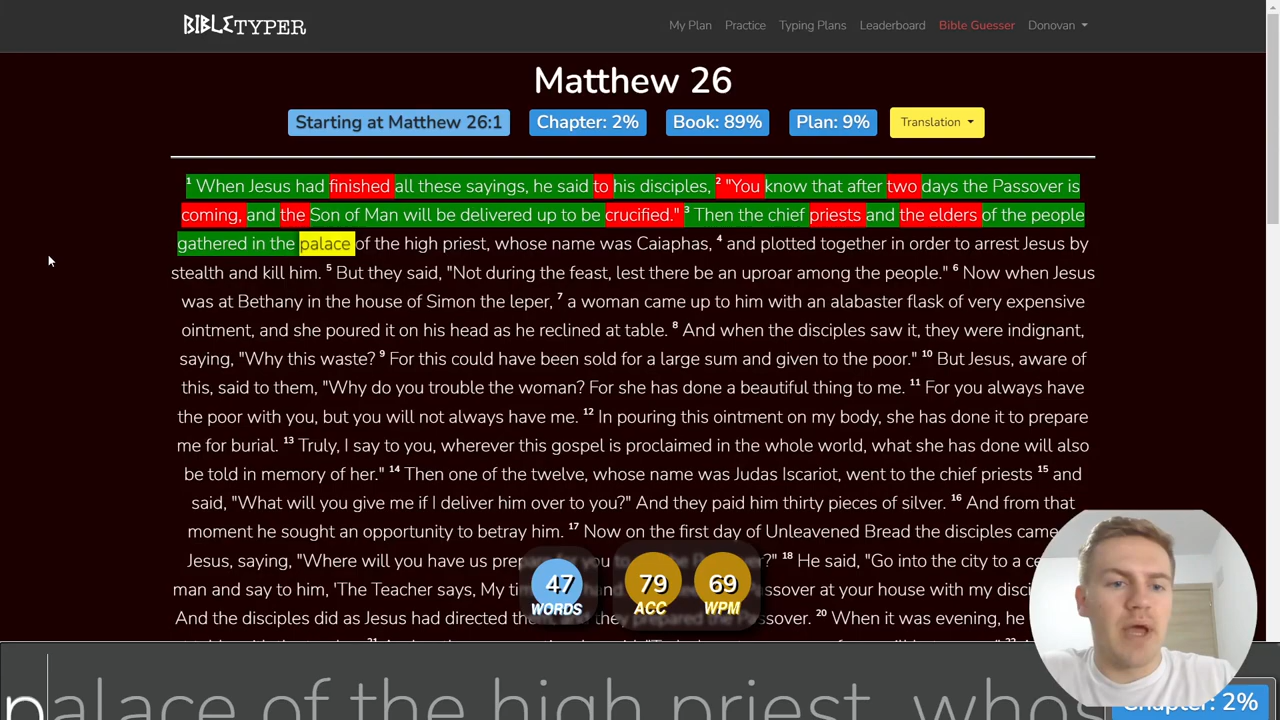 BIBLETYPER
My Plan Practice Typing Plans Leaderboard Bible Guesser Donovan
Matthew 26
Starting at Matthew 26:1 Chapter: 2% Book: 89% Plan: 9% Translation
1 When Jesus had finished all these sayings, he said to his disciples, 2 "You know that after two days the Passover is
coming, and the Son of Man will be delivered up to be crucified." 3 Then the chief priests and the elders of the people
gathered in the palace of the high priest, whose name was Caiaphas, 4 and plotted together in order to arrest Jesus by
stealth and kill him. 5 But they said, "Not during the feast, lest there be an uproar among the people." 6 Now when Jesus
was at Bethany in the house of Simon the leper, 7 a woman came up to him with an alabaster flask of very expensive
ointment, and she poured it on his head as he reclined at table. 8 And when the disciples saw it, they were indignant,
saying, "Why this waste? 9 For this could have been sold for a large sum and given to the poor." 10 But Jesus, aware of
this, said to them, "Why do you trouble the woman? For she has done a beautiful thing to me. 11 For you always have
the poor with you, but you will not always have me. 12 In pouring this ointment on my body, she has done it to prepare
me for burial. 13 Truly, I say to you, wherever this gospel is proclaimed in the whole world, what she has done will also
be told in memory of her." 14 Then one of the twelve, whose name was Judas Iscariot, went to the chief priests 15 and
said, "What will you give me if I deliver him over to you?" And they paid him thirty pieces of silver. 16 And from that
moment he sought an opportunity to betray him. 17 Now on the first day of Unleavened Bread the disciples came
Jesus, saying, "Where will you have us prepare for you to the Passover?" 18 He said, "Go into the city to a
man and say to him, 'The Teacher says, My Passover at your house with my
And the disciples did as Jesus had directed them, and they prepared the Passover. 20 When it was evening, he
47 79 69
WORDS ACC WPM
palace of the high priest, whos
Chapter: 2%